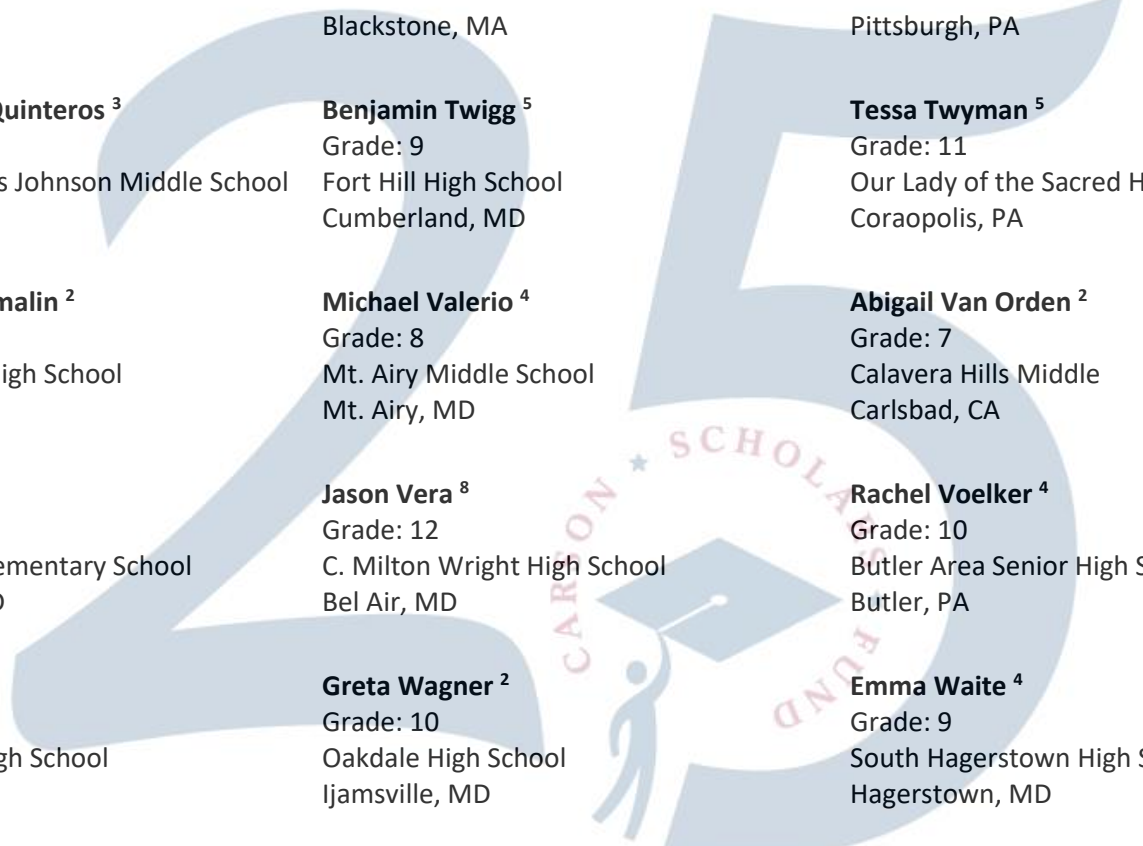 Blackstone, MA
Pittsburgh, PA
Quinteros ³
s Johnson Middle School
malin ²
igh School
ementary School
gh School
Benjamin Twigg ⁵
Grade: 9
Fort Hill High School
Cumberland, MD
Michael Valerio ⁴
Grade: 8
Mt. Airy Middle School
Mt. Airy, MD
Jason Vera ⁸
Grade: 12
C. Milton Wright High School
Bel Air, MD
Greta Wagner ²
Grade: 10
Oakdale High School
Ijamsville, MD
Tessa Twyman ⁵
Grade: 11
Our Lady of the Sacred H
Coraopolis, PA
Abigail Van Orden ²
Grade: 7
Calavera Hills Middle
Carlsbad, CA
Rachel Voelker ⁴
Grade: 10
Butler Area Senior High S
Butler, PA
Emma Waite ⁴
Grade: 9
South Hagerstown High S
Hagerstown, MD
25
CARSON ★ SCHOLARS ★ FUND